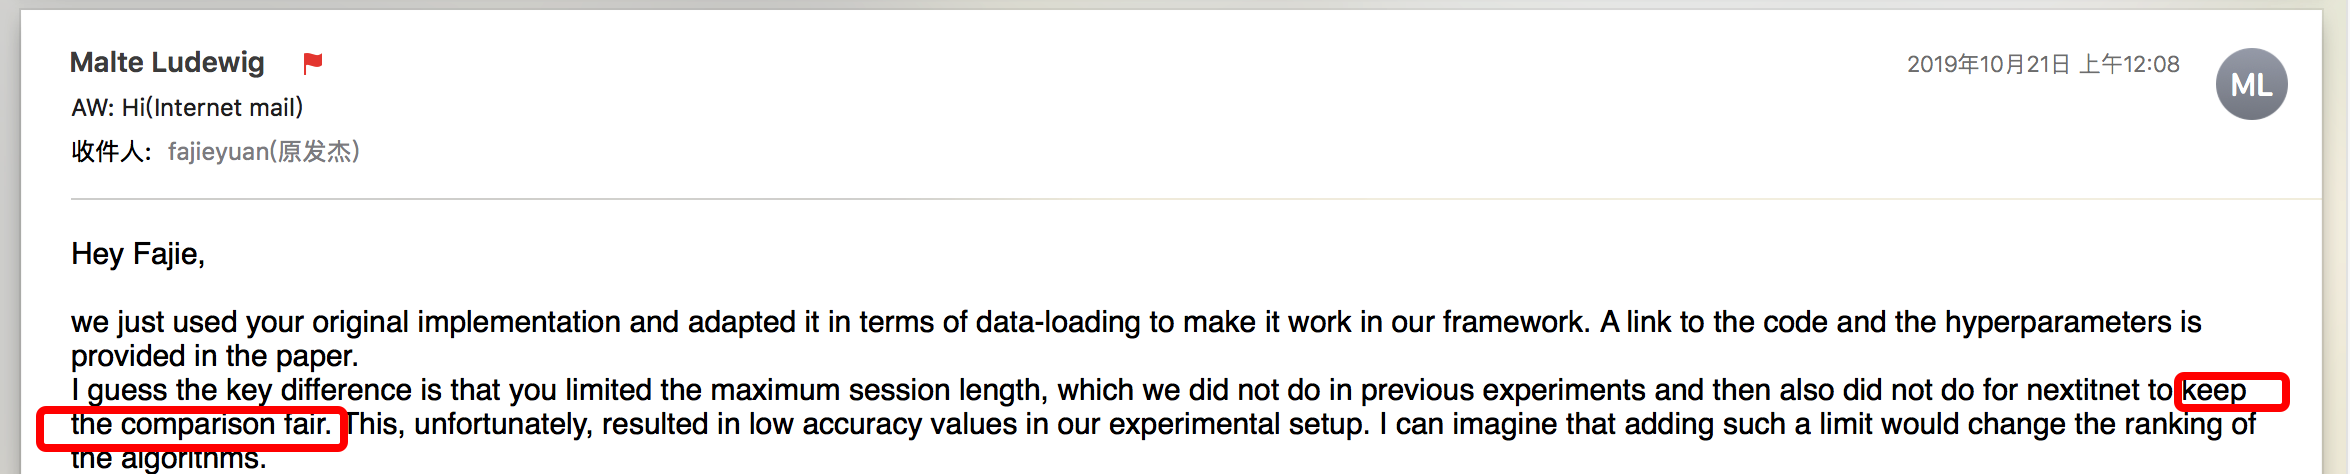 Malte Ludewig
2019年10月21日 上午12:08
ML
AW: Hi(Internet mail)
收件人: fajieyuan(原发杰)
Hey Fajie,
we just used your original implementation and adapted it in terms of data-loading to make it work in our framework. A link to the code and the hyperparameters is
provided in the paper.
I guess the key difference is that you limited the maximum session length, which we did not do in previous experiments and then also did not do for nextitnet to keep
the comparison fair. This, unfortunately, resulted in low accuracy values in our experimental setup. I can imagine that adding such a limit would change the ranking of
the algorithms.